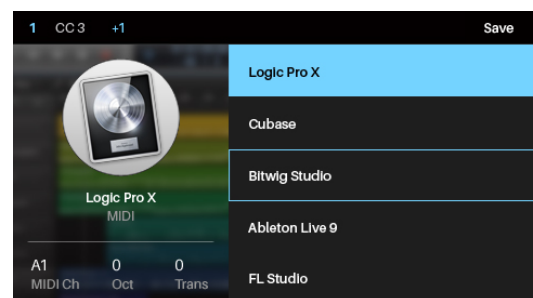 1 CC 3 +1 Save
Logic Pro X
Cubase
Bitwig Studio
Ableton Live 9
FL Studio
Logic Pro X
MIDI
A1 0 0
MIDI Ch Oct Trans